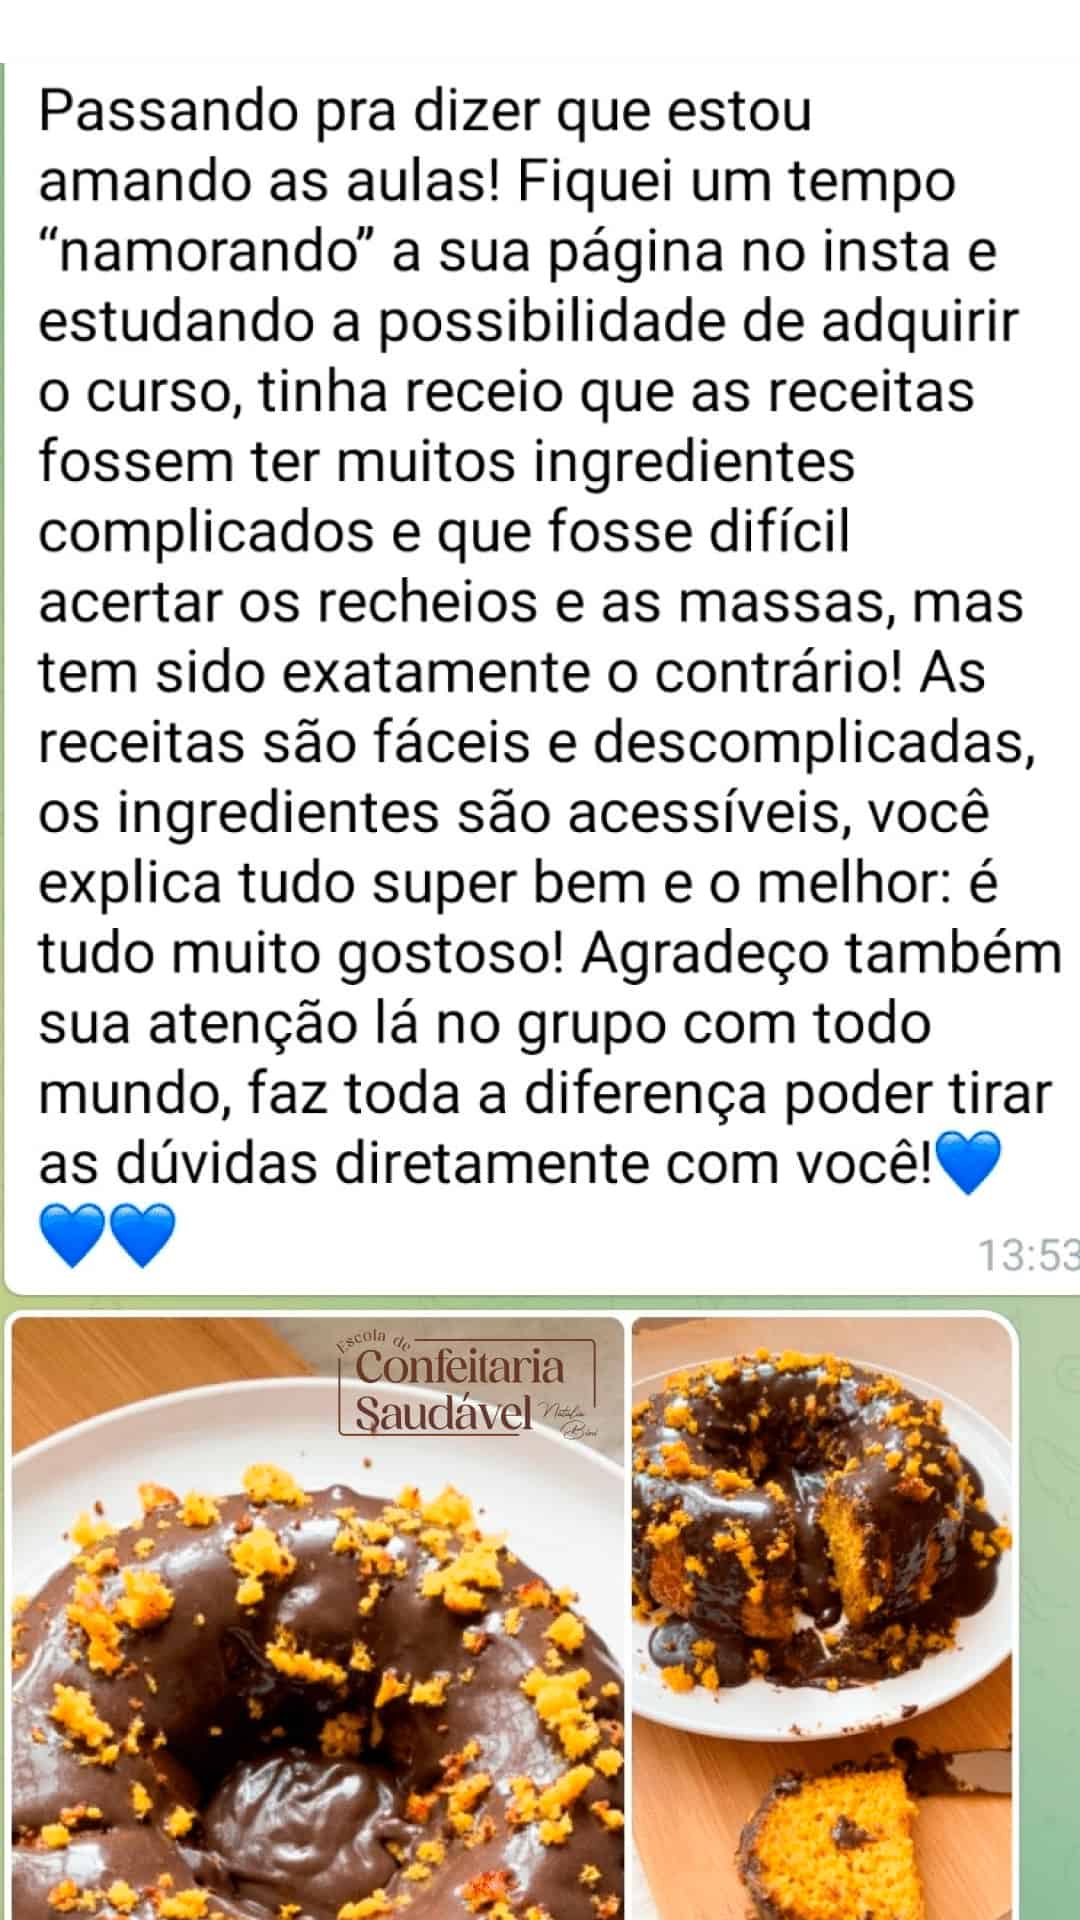 Passando pra dizer que estou
amando as aulas! Fiquei um tempo
“namorando” a sua página no insta e
estudando a possibilidade de adquirir
o curso, tinha receio que as receitas
fossem ter muitos ingredientes
complicados e que fosse difícil
acertar os recheios e as massas, mas
tem sido exatamente o contrário! As
receitas são fáceis e descomplicadas,
os ingredientes são acessíveis, você
explica tudo super bem e o melhor: é
tudo muito gostoso! Agradeço também
sua atenção lá no grupo com todo
mundo, faz toda a diferença poder tirar
as dúvidas diretamente com você!💙
💙💙
13:53
Escola de
Confeitaria
Saudável